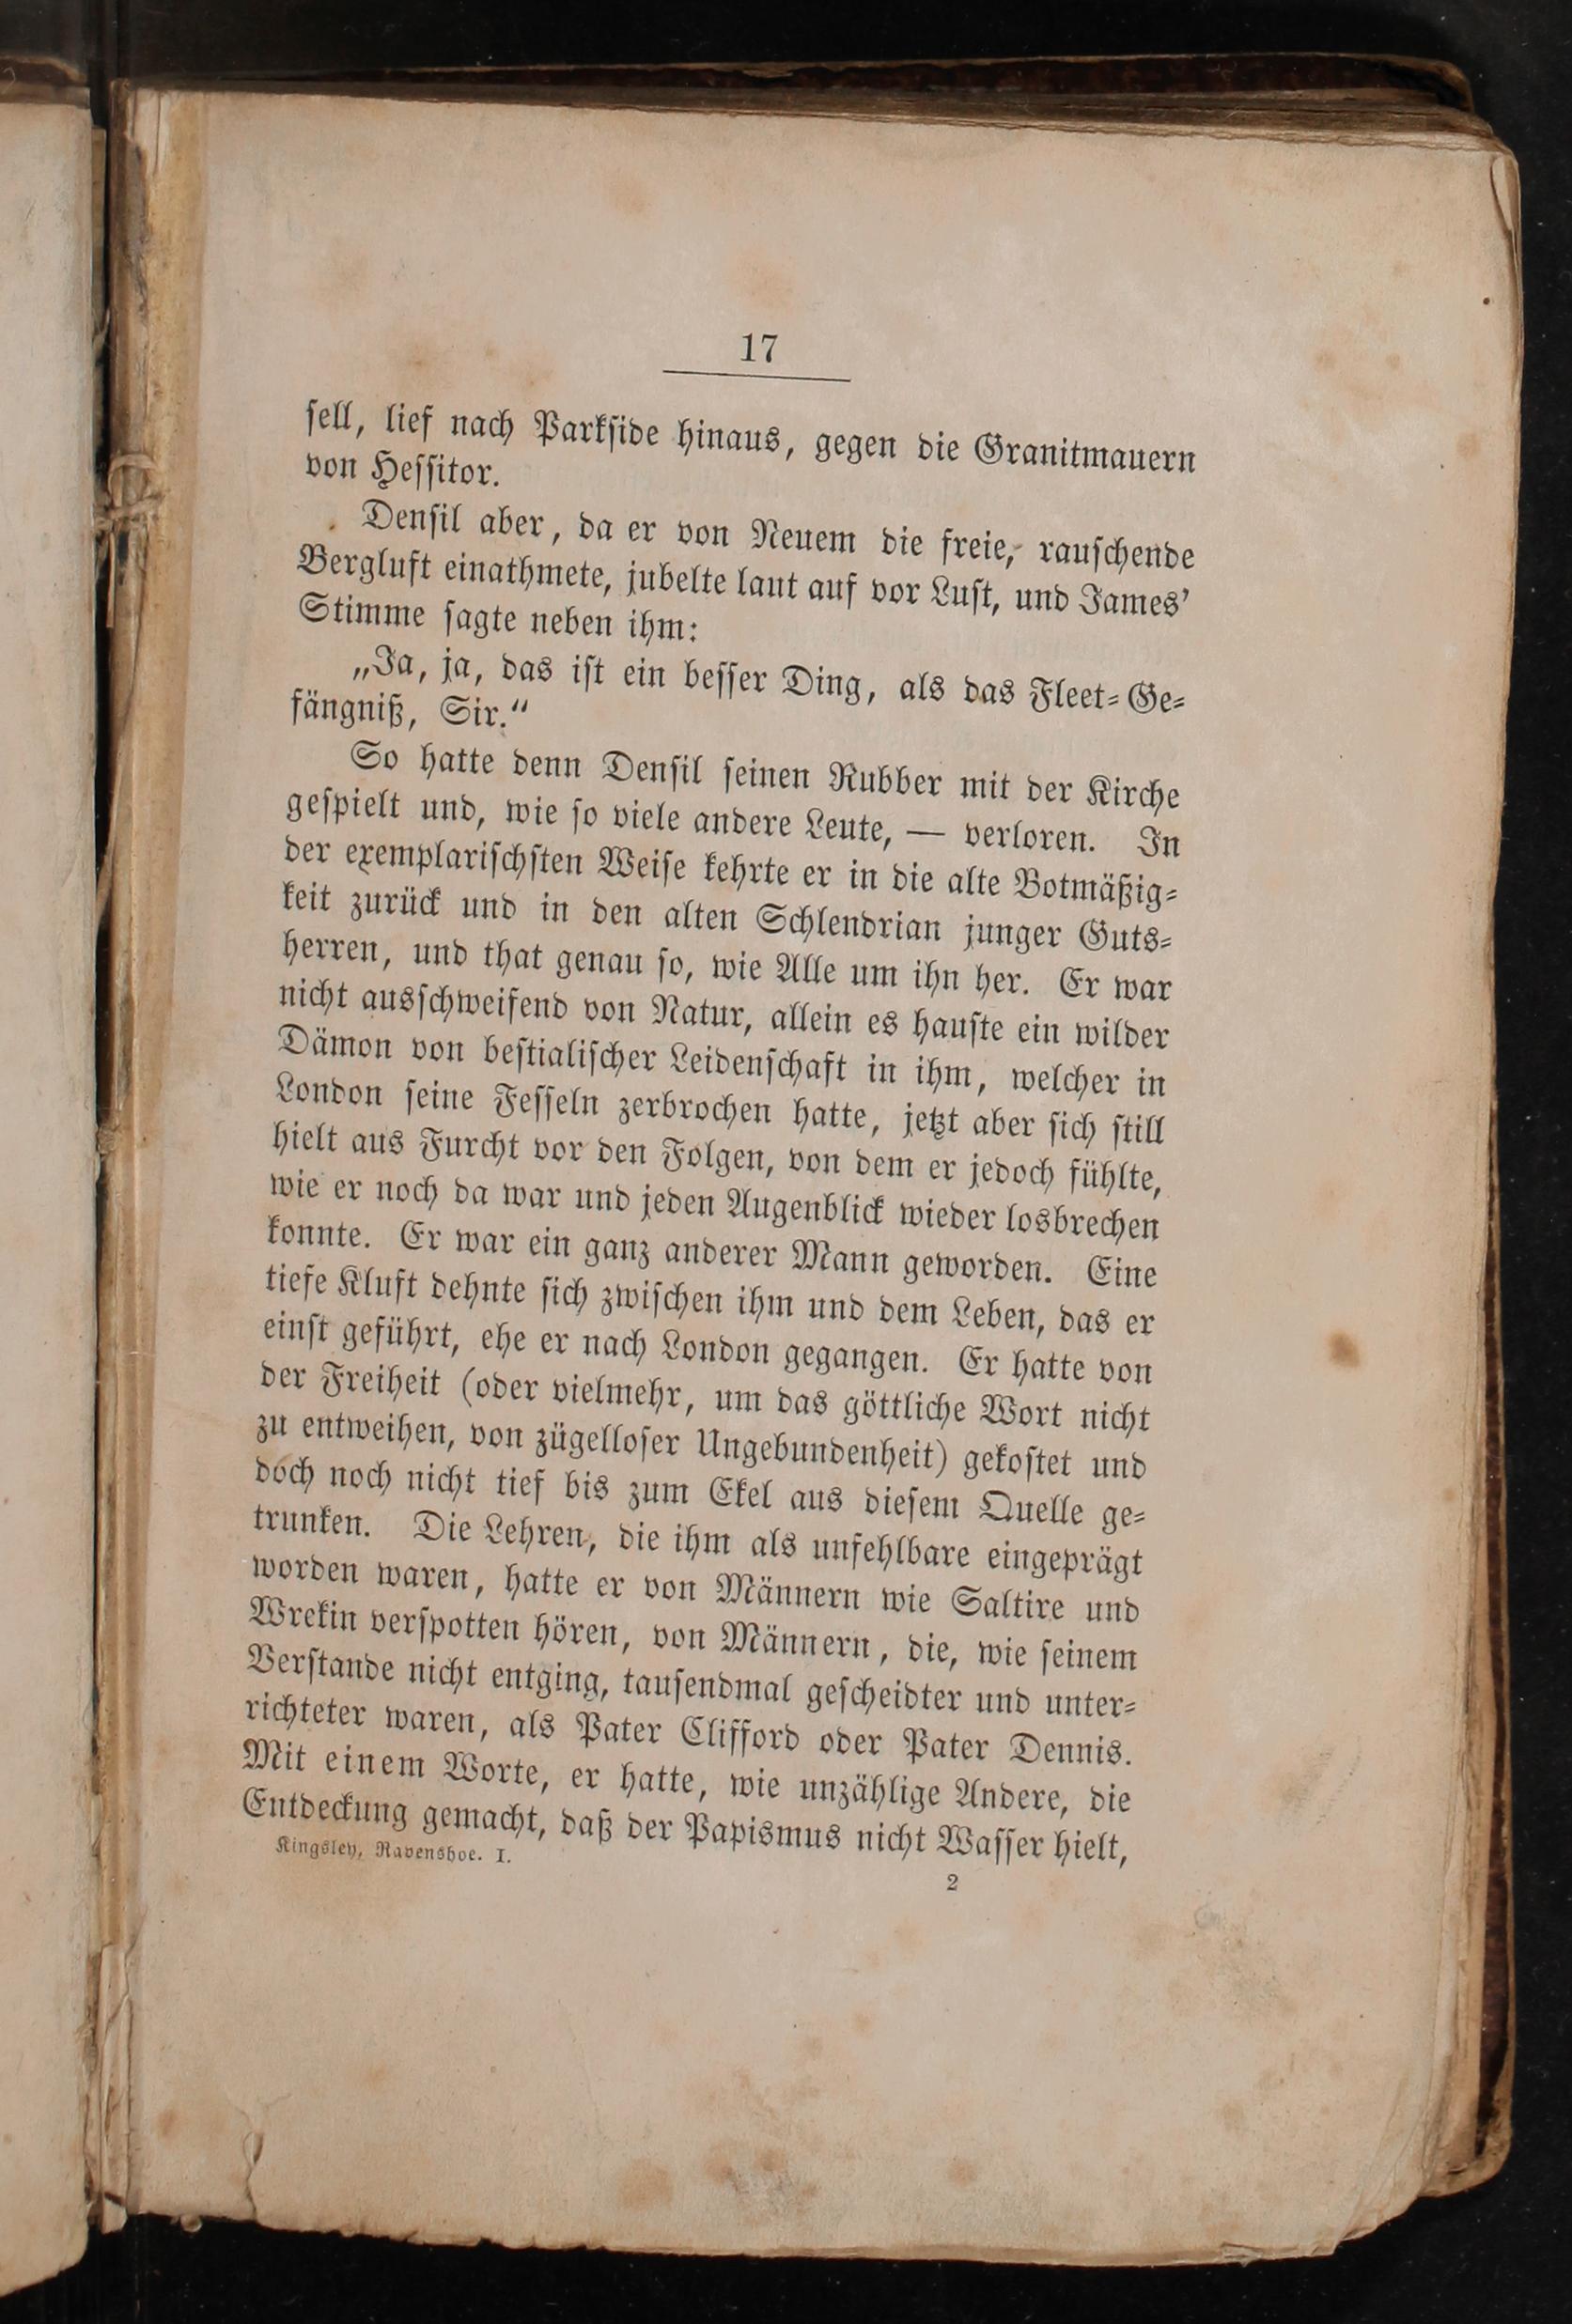 17
sell, lief nach Parkside hinaus, gegen die Granitmauern
von Hessitor.
Densil aber, da er von Neuem die freie, rauschende
Bergluft einathmete, jubelte laut auf vor Lust, und James’
Stimme sagte neben ihm:
„Ja, ja, das ist ein besser Ding, als das Fleet-Ge-
fängniß, Sir.“
So hatte denn Densil seinen Rubber mit der Kirche
gespielt und, wie so viele andere Leute, — verloren. In
der exemplarischsten Weise kehrte er in die alte Botmäßig-
keit zurück und in den alten Schlendrian junger Guts-
herren, und that genau so, wie Alle um ihn her. Er war
nicht ausschweifend von Natur, allein es hauste ein wilder
Dämon von bestialischer Leidenschaft in ihm, welcher in
London seine Fesseln zerbrochen hatte, jetzt aber sich still
hielt aus Furcht vor den Folgen, von dem er jedoch fühlte,
wie er noch da war und jeden Augenblick wieder losbrechen
konnte. Er war ein ganz anderer Mann geworden. Eine
tiefe Kluft dehnte sich zwischen ihm und dem Leben, das er
einst geführt, ehe er nach London gegangen. Er hatte von
der Freiheit (oder vielmehr, um das göttliche Wort nicht
zu entweihen, von zügelloser Ungebundenheit) gekostet und
doch noch nicht tief bis zum Ekel aus diesem Quelle ge-
trunken. Die Lehren, die ihm als unfehlbare eingeprägt
worden waren, hatte er von Männern wie Saltire und
Wrekin verspotten hören, von Männern, die, wie seinem
Verstande nicht entging, tausendmal gescheidter und unter-
richteter waren, als Pater Clifford oder Pater Dennis.
Mit einem Worte, er hatte, wie unzählige Andere, die
Entdeckung gemacht, daß der Papismus nicht Wasser hielt,
Kingsley, Ravenshoe. I.
2